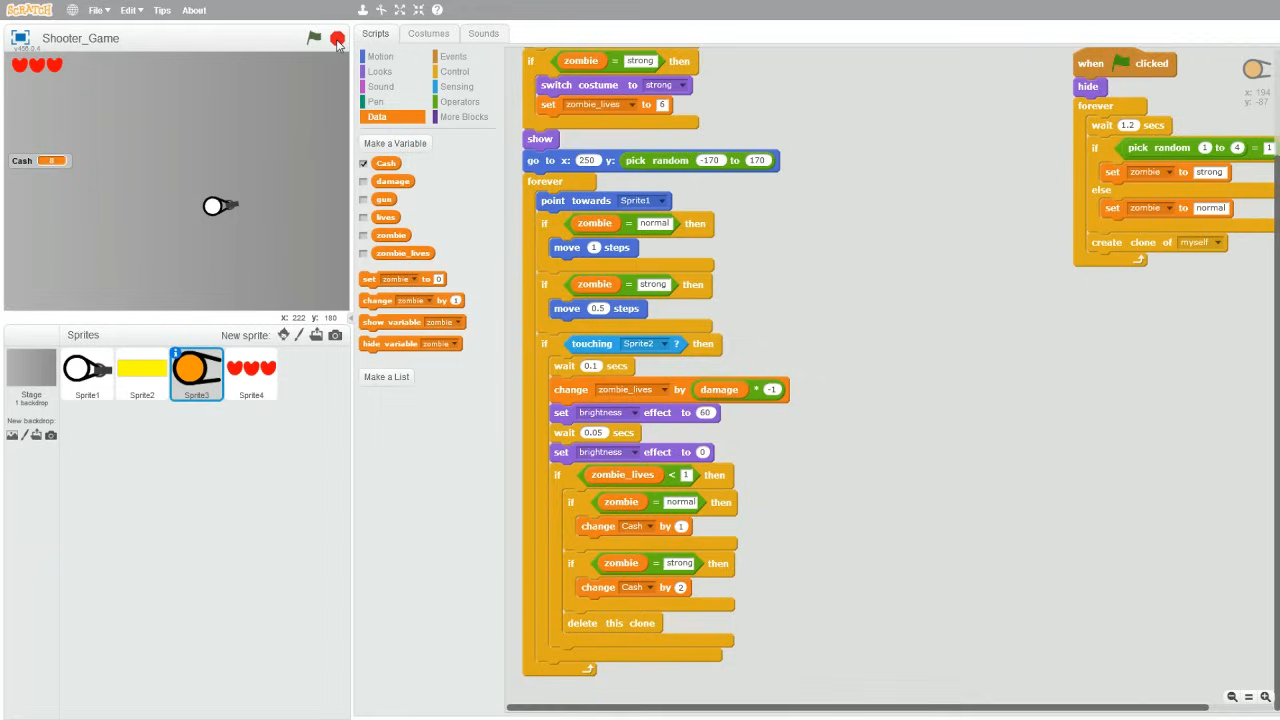 SCRATCH File Edit Tips About
Shooter_Game
v456.0.4
Cash 8
x: 222 y: 180
Sprites New sprite:
Stage
1 backdrop
New backdrop:
Sprite1
Sprite2
Sprite3
Sprite4
Scripts Costumes Sounds
Motion Events
Looks Control
Sound Sensing
Pen Operators
Data More Blocks
Make a Variable
Cash
damage
gun
lives
zombie
zombie_lives
set zombie to 0
change zombie by 1
show variable zombie
hide variable zombie
Make a List
if zombie = strong then
switch costume to strong
set zombie_lives to 6
show
go to x: 250 y: pick random -170 to 170
forever
point towards Sprite1
if zombie = normal then
move 1 steps
if zombie = strong then
move 0.5 steps
if touching Sprite2 ? then
wait 0.1 secs
change zombie_lives by damage * -1
set brightness effect to 60
wait 0.05 secs
set brightness effect to 0
if zombie_lives < 1 then
if zombie = normal then
change Cash by 1
if zombie = strong then
change Cash by 2
delete this clone
when clicked
hide
forever
wait 1.2 secs
if pick random 1 to 4 = 1
set zombie to strong
else
set zombie to normal
create clone of myself
x: 194
y: -87